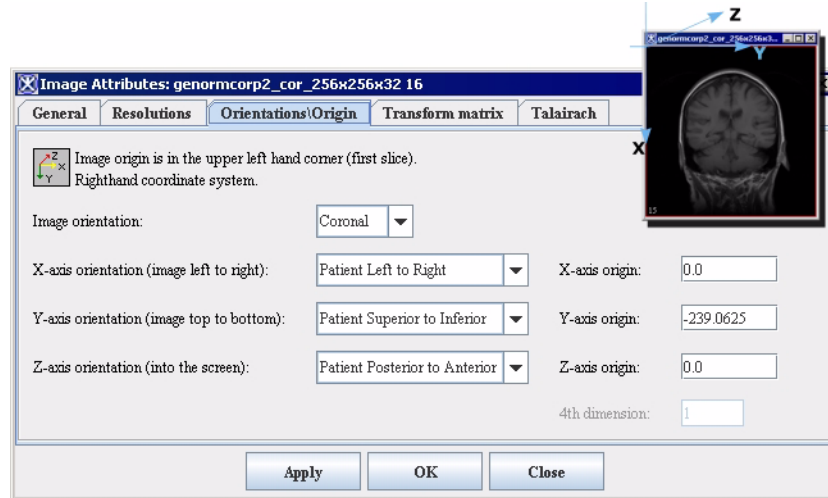 Z
genormcorp2_cor_256x256x3...
Y
X
15
Image Attributes: genormcorp2_cor_256x256x32 16
General Resolutions Orientations\Origin Transform matrix Talairach
Z
X
Y
Image origin is in the upper left hand corner (first slice).
Righthand coordinate system.
Image orientation: Coronal
X-axis orientation (image left to right): Patient Left to Right X-axis origin: 0.0
Y-axis orientation (image top to bottom): Patient Superior to Inferior Y-axis origin: -239.0625
Z-axis orientation (into the screen): Patient Posterior to Anterior Z-axis origin: 0.0
4th dimension: 1
Apply OK Close